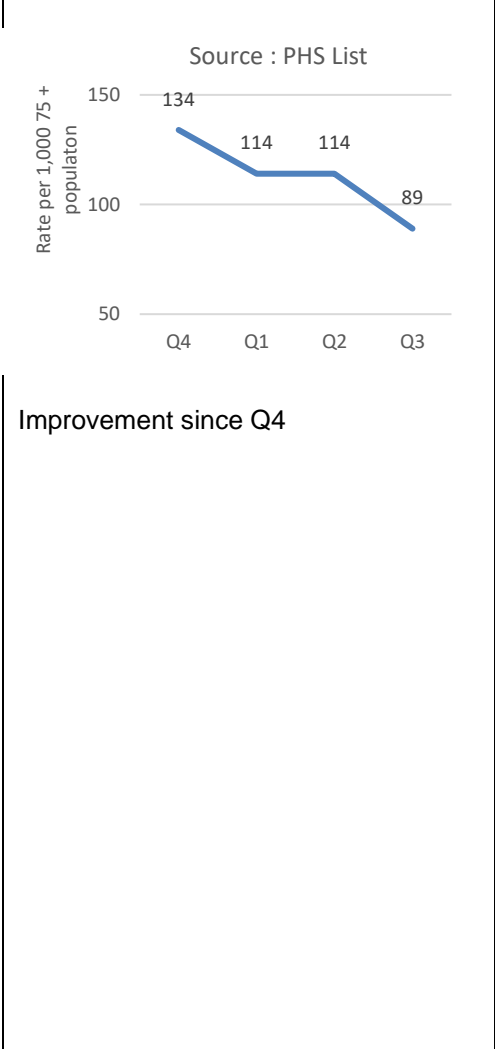 Source : PHS List
Rate per 1,000 75 +
populaton
150
100
50
134
114
114
89
Q4
Q1
Q2
Q3
Improvement since Q4